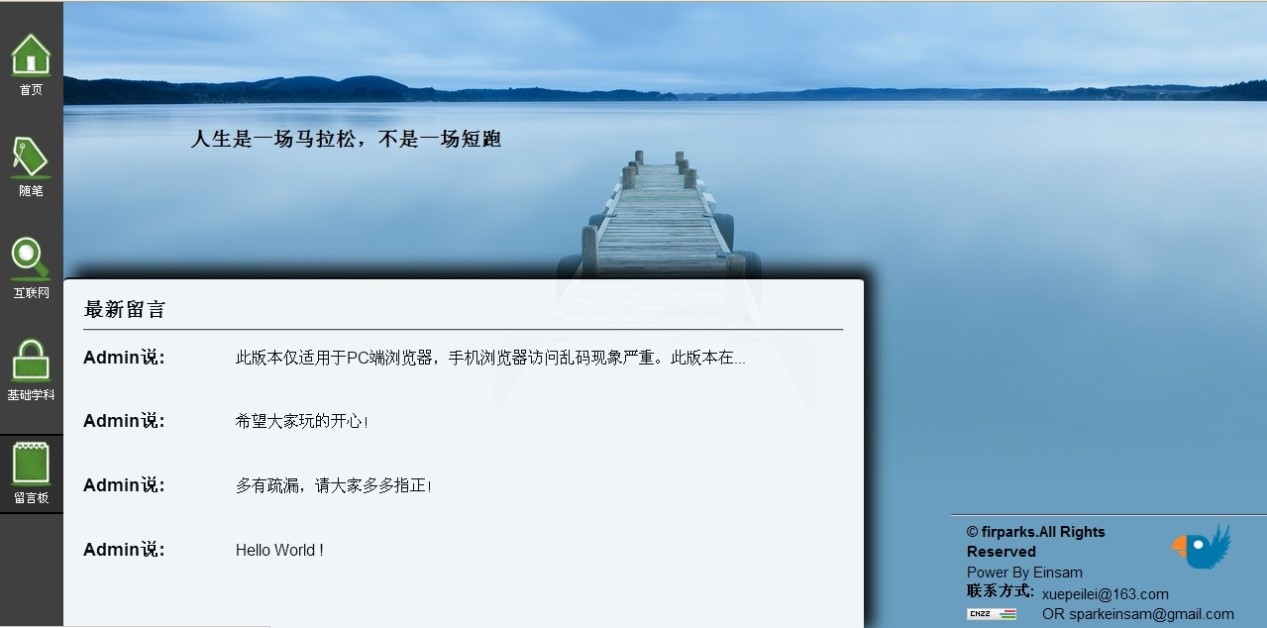 首页
随笔
互联网
基础学科
留言板
人生是一场马拉松，不是一场短跑
最新留言
Admin说： 此版本仅适用于PC端浏览器，手机浏览器访问乱码现象严重。此版本在...
Admin说： 希望大家玩的开心！
Admin说： 多有疏漏，请大家多多指正！
Admin说： Hello World !
© firparks.All Rights
Reserved
Power By Einsam
联系方式: xuepeilei@163.com
CNZZ OR sparkeinsam@gmail.com